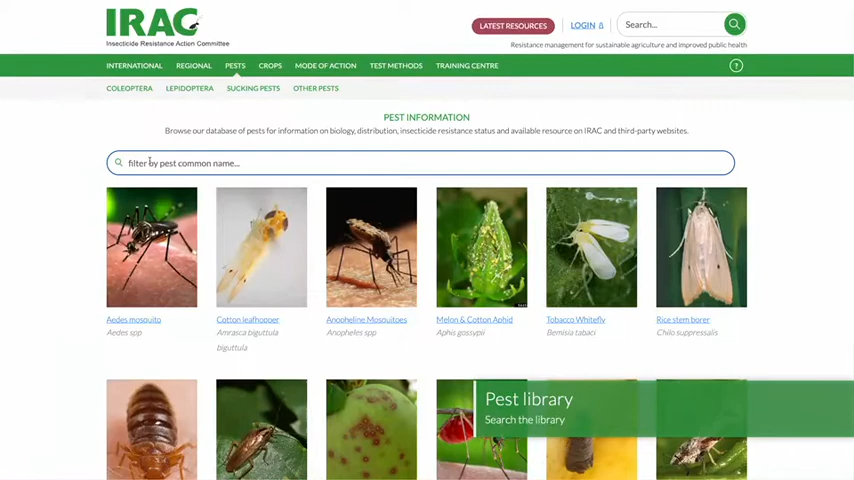 IRAC
Insecticide Resistance Action Committee
LATEST RESOURCES
LOGIN
Search...
Resistance management for sustainable agriculture and improved public health
INTERNATIONAL REGIONAL PESTS CROPS MODE OF ACTION TEST METHODS TRAINING CENTRE ?
COLEOPTERA LEPIDOPTERA SUCKING PESTS OTHER PESTS
PEST INFORMATION
Browse our database of pests for information on biology, distribution, insecticide resistance status and available resource on IRAC and third-party websites.
filter by pest common name...
Aedes mosquito
Aedes spp
Cotton leafhopper
Amrasca biguttula
biguttula
Anopheline Mosquitoes
Anopheles spp
Melon & Cotton Aphid
Aphis gossypii
Tobacco Whitefly
Bemisia tabaci
Rice stem borer
Chilo suppressalis
Pest library
Search the library